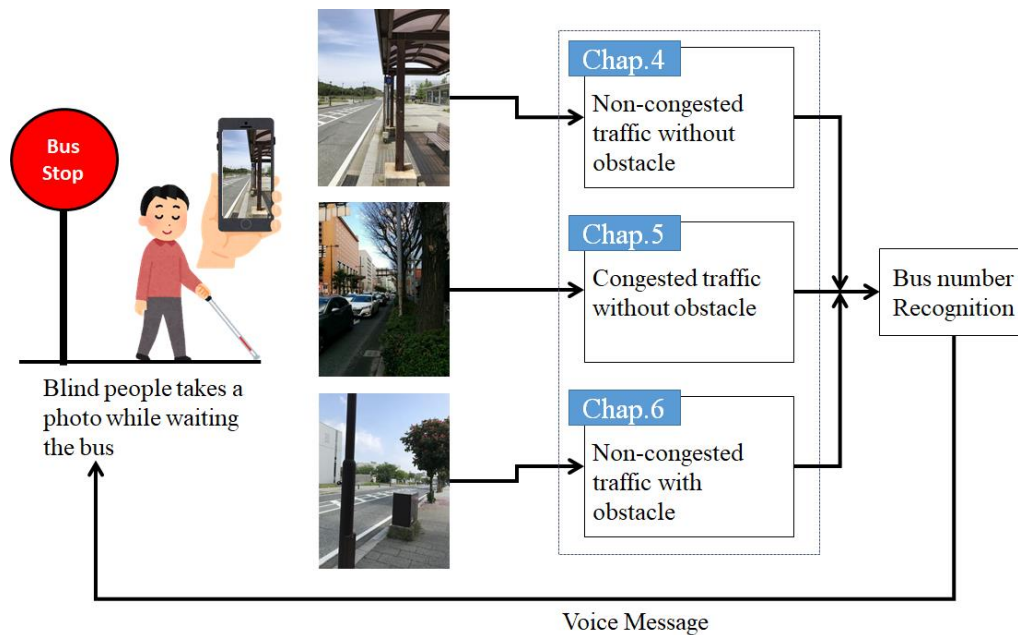 Bus
Stop
Blind people takes a
photo while waiting
the bus
Chap.4
Non-congested
traffic without
obstacle
Chap.5
Congested traffic
without obstacle
Chap.6
Non-congested
traffic with
obstacle
Bus number
Recognition
Voice Message